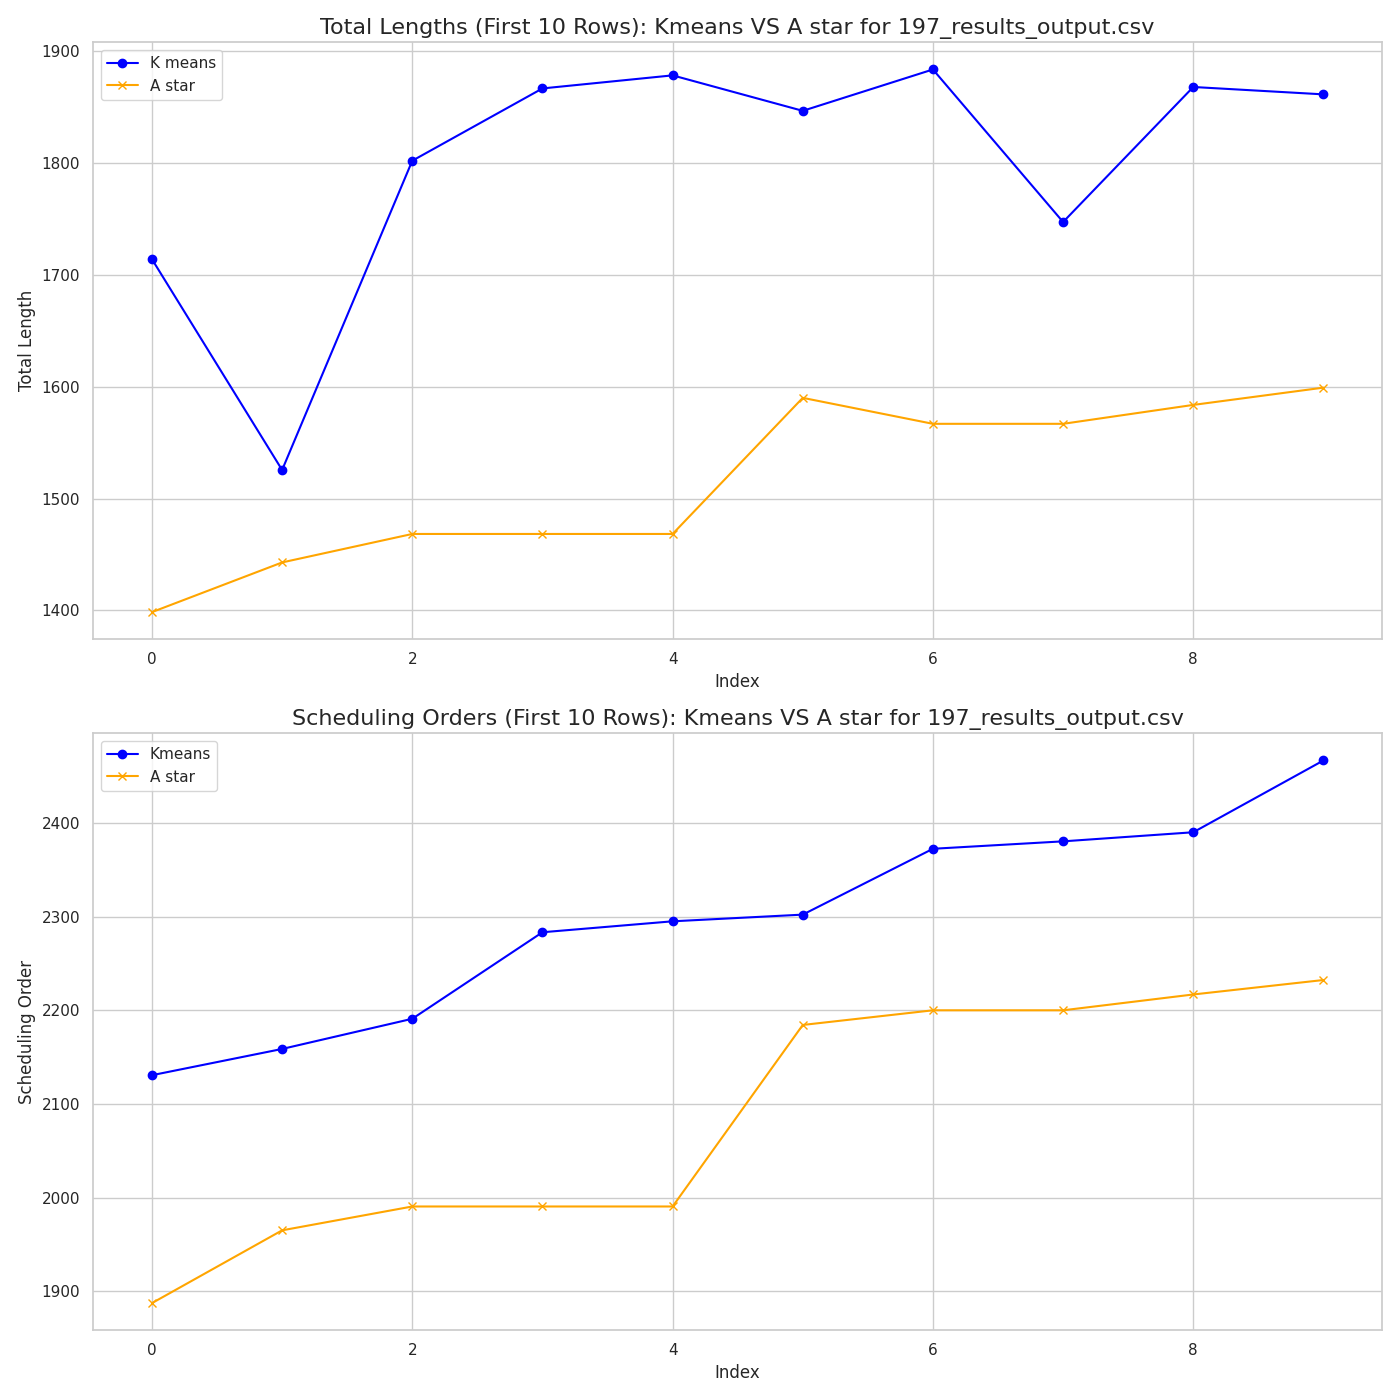 Total Lengths (First 10 Rows): Kmeans VS A star for 197_results_output.csv
K means
A star
1900
1800
1700
1600
1500
1400
Total Length
0 2 4 6 8
Index
Scheduling Orders (First 10 Rows): Kmeans VS A star for 197_results_output.csv
Kmeans
A star
2400
2300
2200
2100
2000
1900
Scheduling Order
0 2 4 6 8
Index